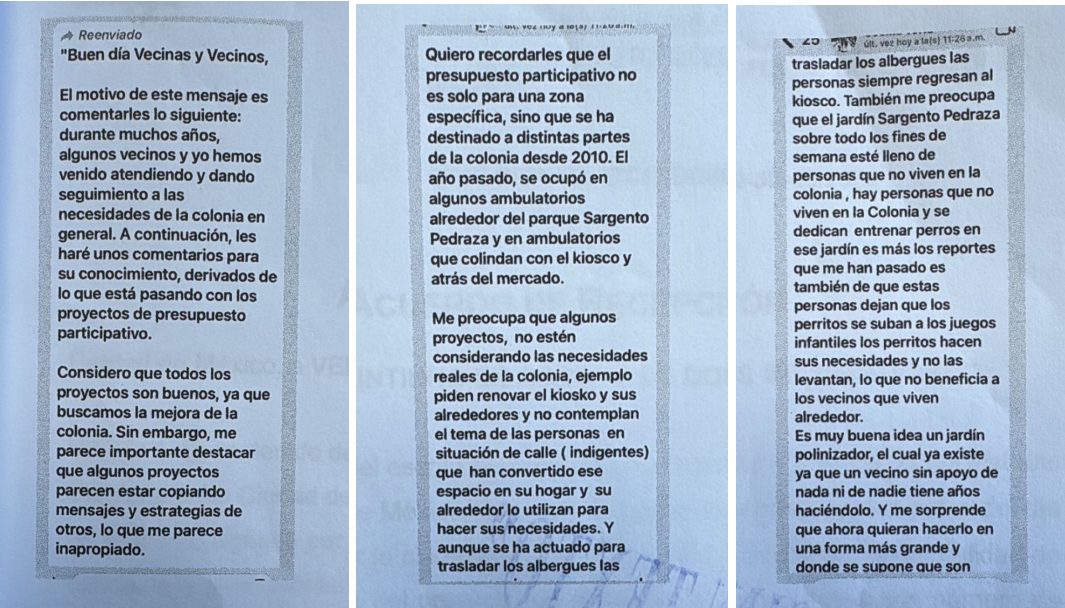 Reenviado
"Buen día Vecinas y Vecinos,
El motivo de este mensaje es
comentarles lo siguiente:
durante muchos años,
algunos vecinos y yo hemos
venido atendiendo y dando
seguimiento a las
necesidades de la colonia en
general. A continuación, les
haré unos comentarios para
su conocimiento, derivados de
lo que está pasando con los
proyectos de presupuesto
participativo.
Considero que todos los
proyectos son buenos, ya que
buscamos la mejora de la
colonia. Sin embargo, me
parece importante destacar
que algunos proyectos
parecen estar copiando
mensajes y estrategias de
otros, lo que me parece
inapropiado.
últ. vez hoy a la(s) 11:26 a.m.
Quiero recordarles que el
presupuesto participativo no
es solo para una zona
específica, sino que se ha
destinado a distintas partes
de la colonia desde 2010. El
año pasado, se ocupó en
algunos ambulatorios
alrededor del parque Sargento
Pedraza y en ambulatorios
que colindan con el kiosco y
atrás del mercado.
Me preocupa que algunos
proyectos, no estén
considerando las necesidades
reales de la colonia, ejemplo
piden renovar el kiosko y sus
alrededores y no contemplan
el tema de las personas en
situación de calle ( indigentes)
que han convertido ese
espacio en su hogar y su
alrededor lo utilizan para
hacer sus necesidades. Y
aunque se ha actuado para
trasladar los albergues las
25
últ. vez hoy a la(s) 11:26 a.m.
trasladar los albergues las
personas siempre regresan al
kiosco. También me preocupa
que el jardín Sargento Pedraza
sobre todo los fines de
semana esté lleno de
personas que no viven en la
colonia , hay personas que no
viven en la Colonia y se
dedican entrenar perros en
ese jardín es más los reportes
que me han pasado es
también de que estas
personas dejan que los
perritos se suban a los juegos
infantiles los perritos hacen
sus necesidades y no las
levantan, lo que no beneficia a
los vecinos que viven
alrededor.
Es muy buena idea un jardín
polinizador, el cual ya existe
ya que un vecino sin apoyo de
nada ni de nadie tiene años
haciéndolo. Y me sorprende
que ahora quieran hacerlo en
una forma más grande y
donde se supone que son